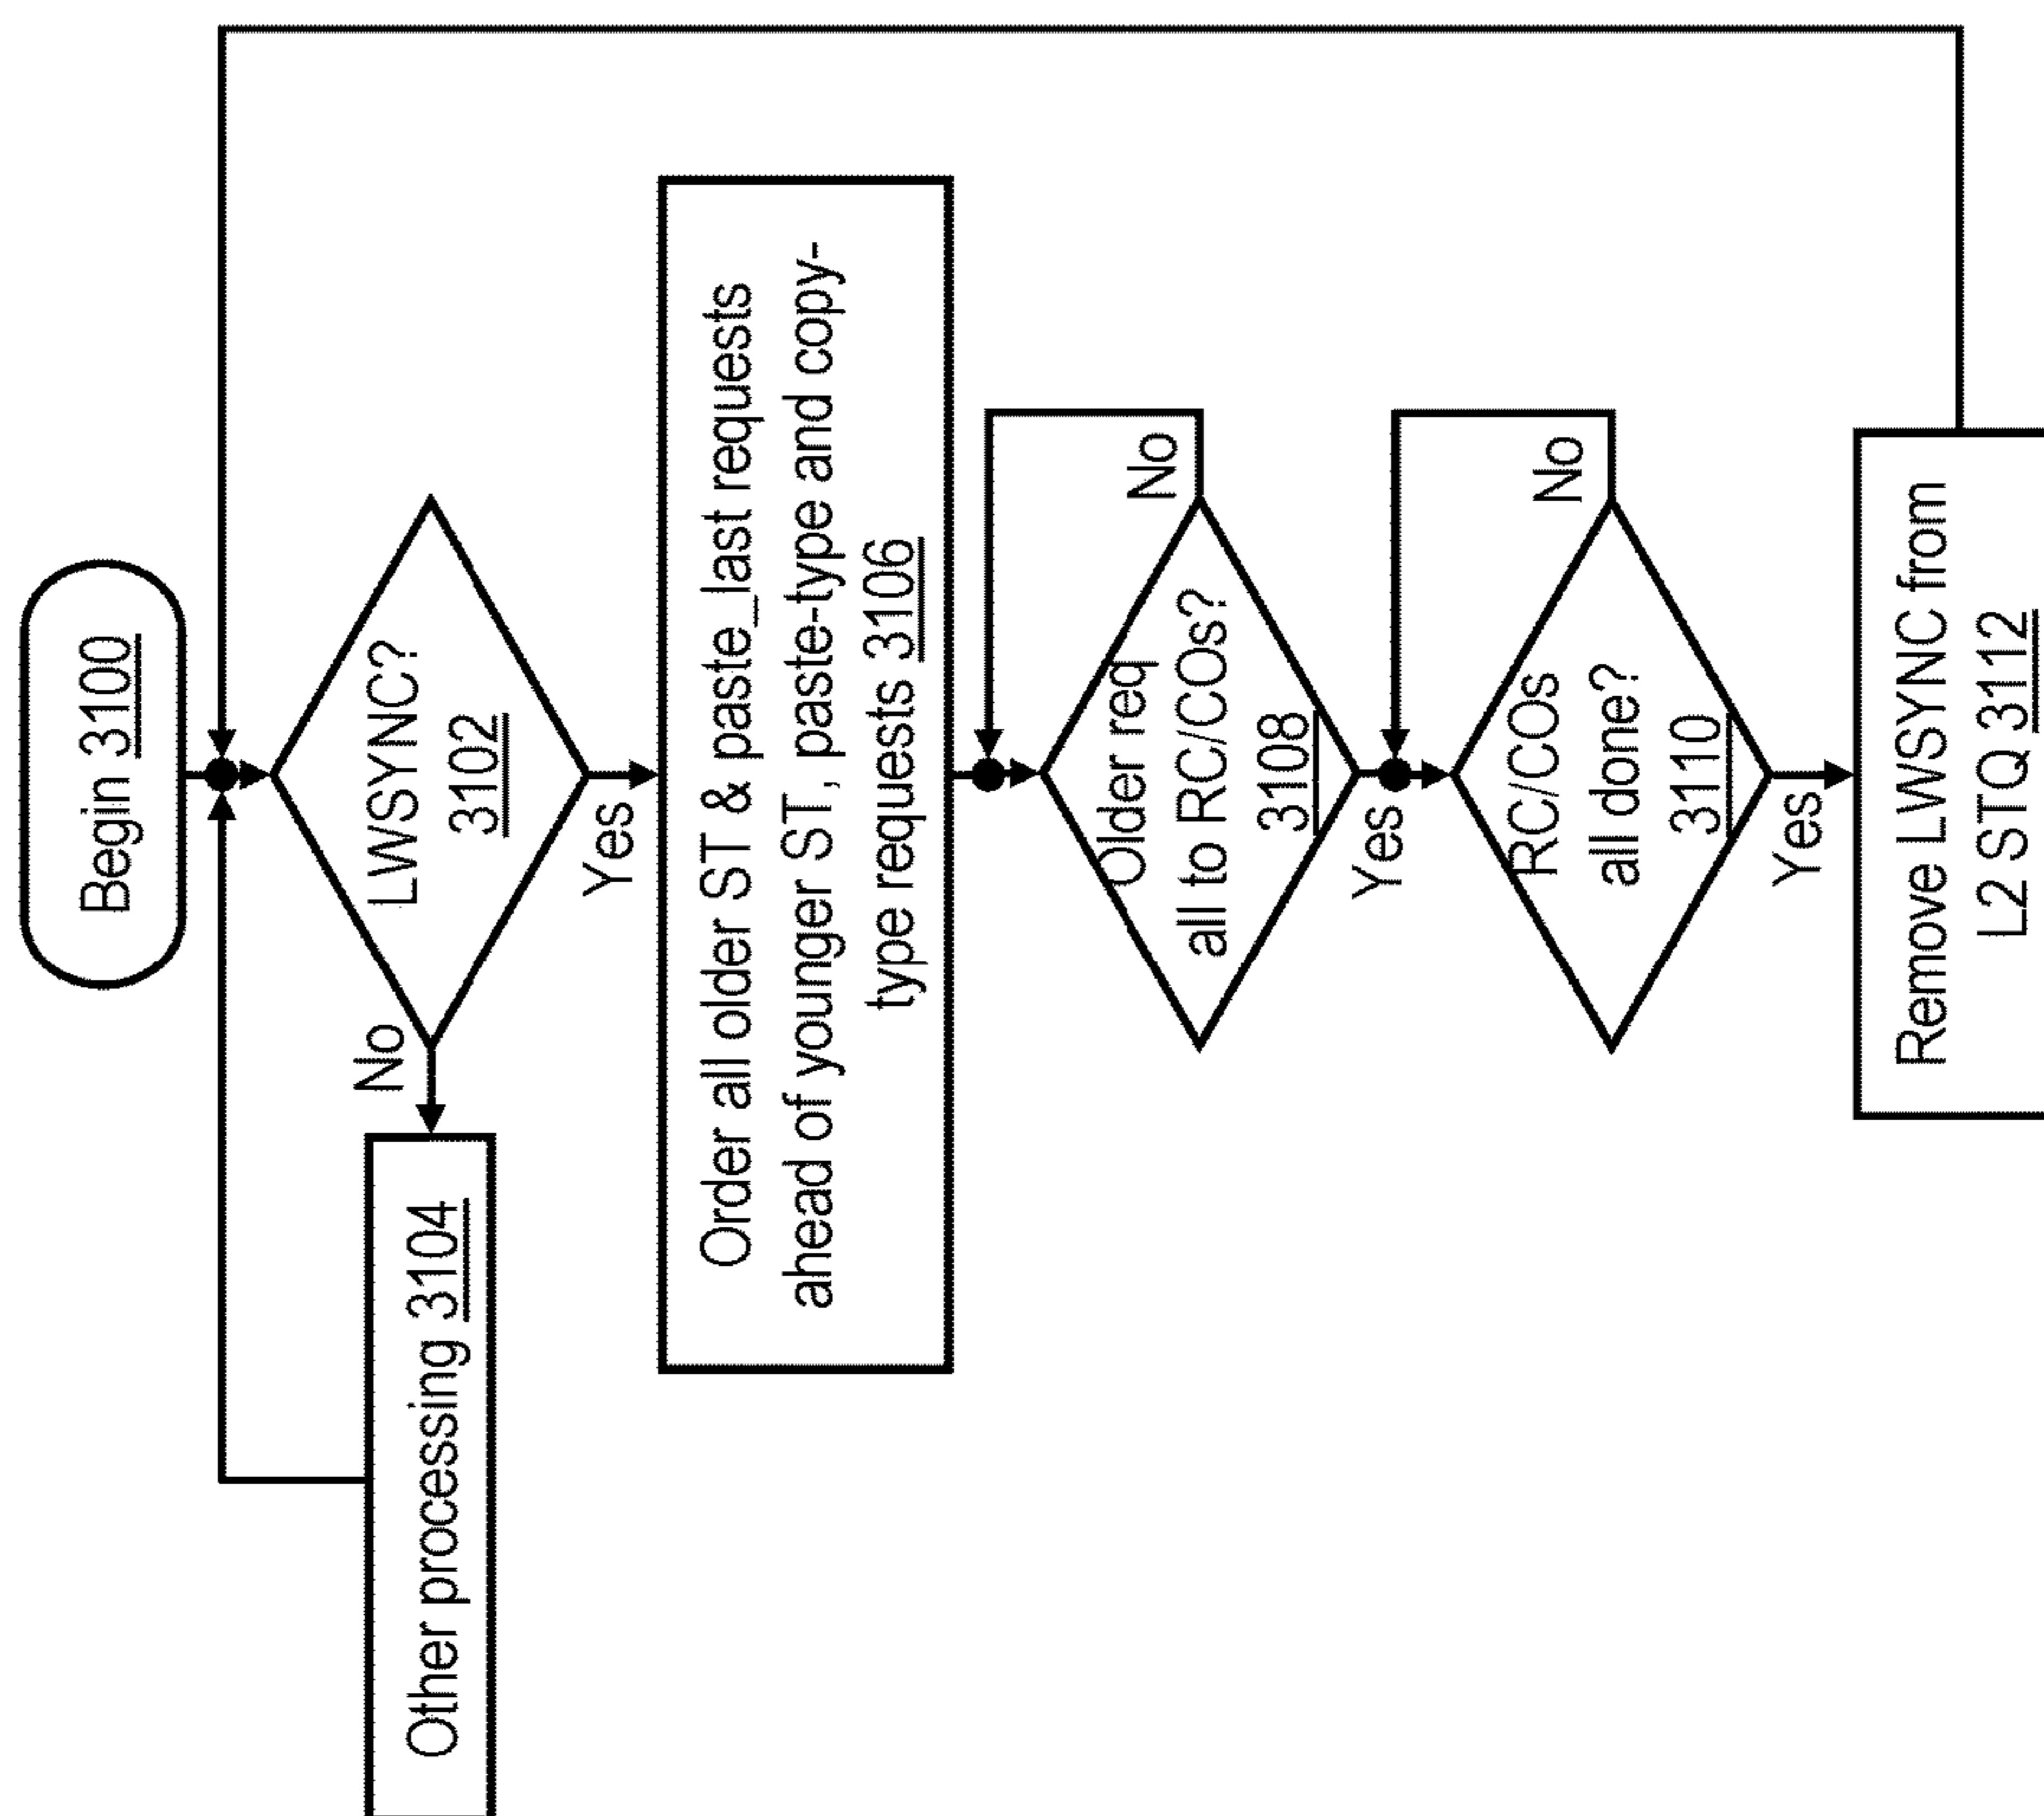 Begin 3100
LWSYNC?
3102
No
Yes
Other processing 3104
Order all older ST & paste_last requests
ahead of younger ST, paste-type and copy-
type requests 3106
Older req
all to RC/COs?
3108
No
Yes
RC/COs
all done?
3110
No
Yes
Remove LWSYNC from
L2 STQ 3112